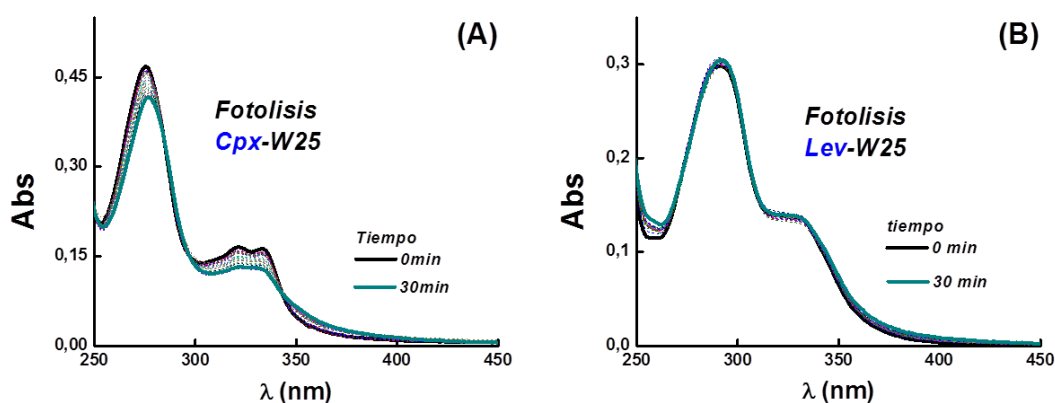 (A)
Abs
0,45
0,30
0,15
0,00
Fotolisis
Cpx-W25
Tiempo
0min
30min
250 300 350 400 450
λ (nm)
(B)
Abs
0,3
0,2
0,1
0,0
Fotolisis
Lev-W25
tiempo
0 min
30 min
250 300 350 400 450
λ (nm)